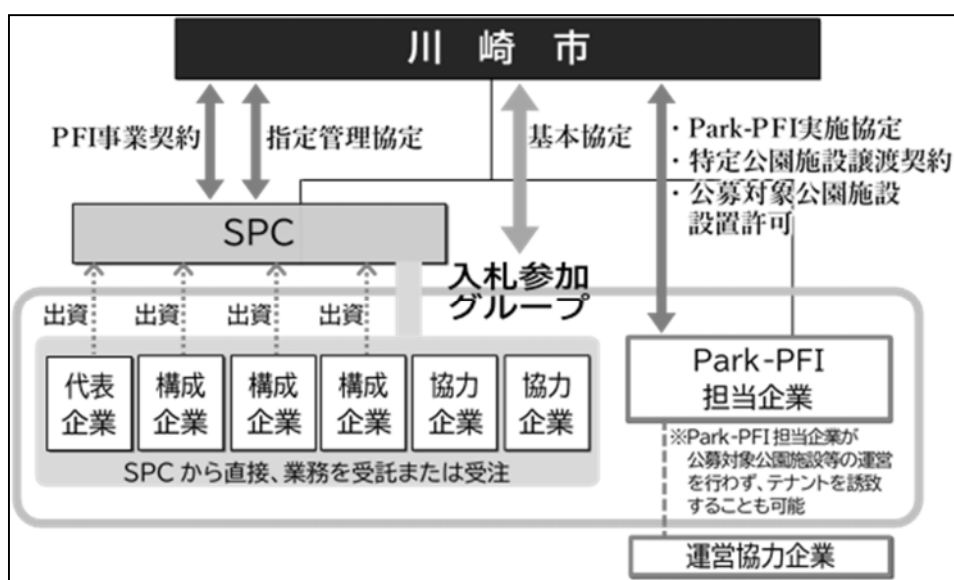 川崎市
PFI事業契約
指定管理協定
基本協定
・Park-PFI実施協定
・特定公園施設譲渡契約
・公募対象公園施設
設置許可
SPC
入札参加
グループ
出資
出資
出資
出資
代表
企業
構成
企業
構成
企業
構成
企業
協力
企業
協力
企業
SPCから直接、業務を受託または受注
Park-PFI
担当企業
※Park-PFI担当企業が
公募対象公園施設等の運営
を行わず、テナントを誘致
することも可能
運営協力企業